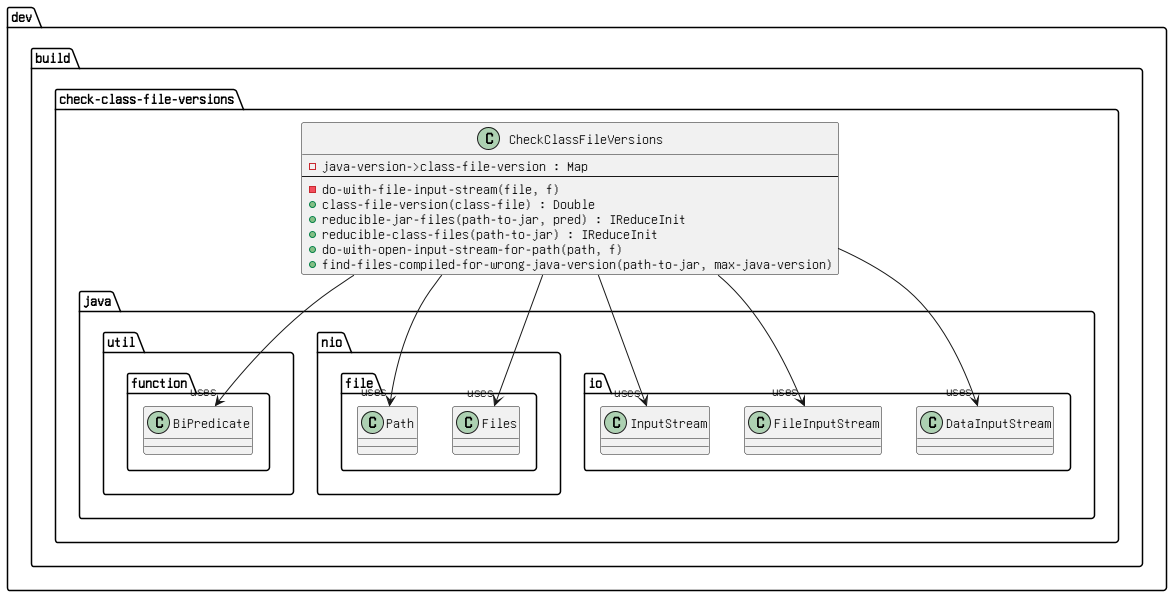 dev
build
check-class-file-versions
C CheckClassFileVersions
java-version->class-file-version : Map
do-with-file-input-stream(file, f)
class-file-version(class-file) : Double
reducible-jar-files(path-to-jar, pred) : IReduceInit
reducible-class-files(path-to-jar) : IReduceInit
do-with-open-input-stream-for-path(path, f)
find-files-compiled-for-wrong-java-version(path-to-jar, max-java-version)
java
util
nio
function
file
io
uses
uses
uses
uses
uses
uses
C BiPredicate
C Path
C Files
C InputStream
C FileInputStream
C DataInputStream